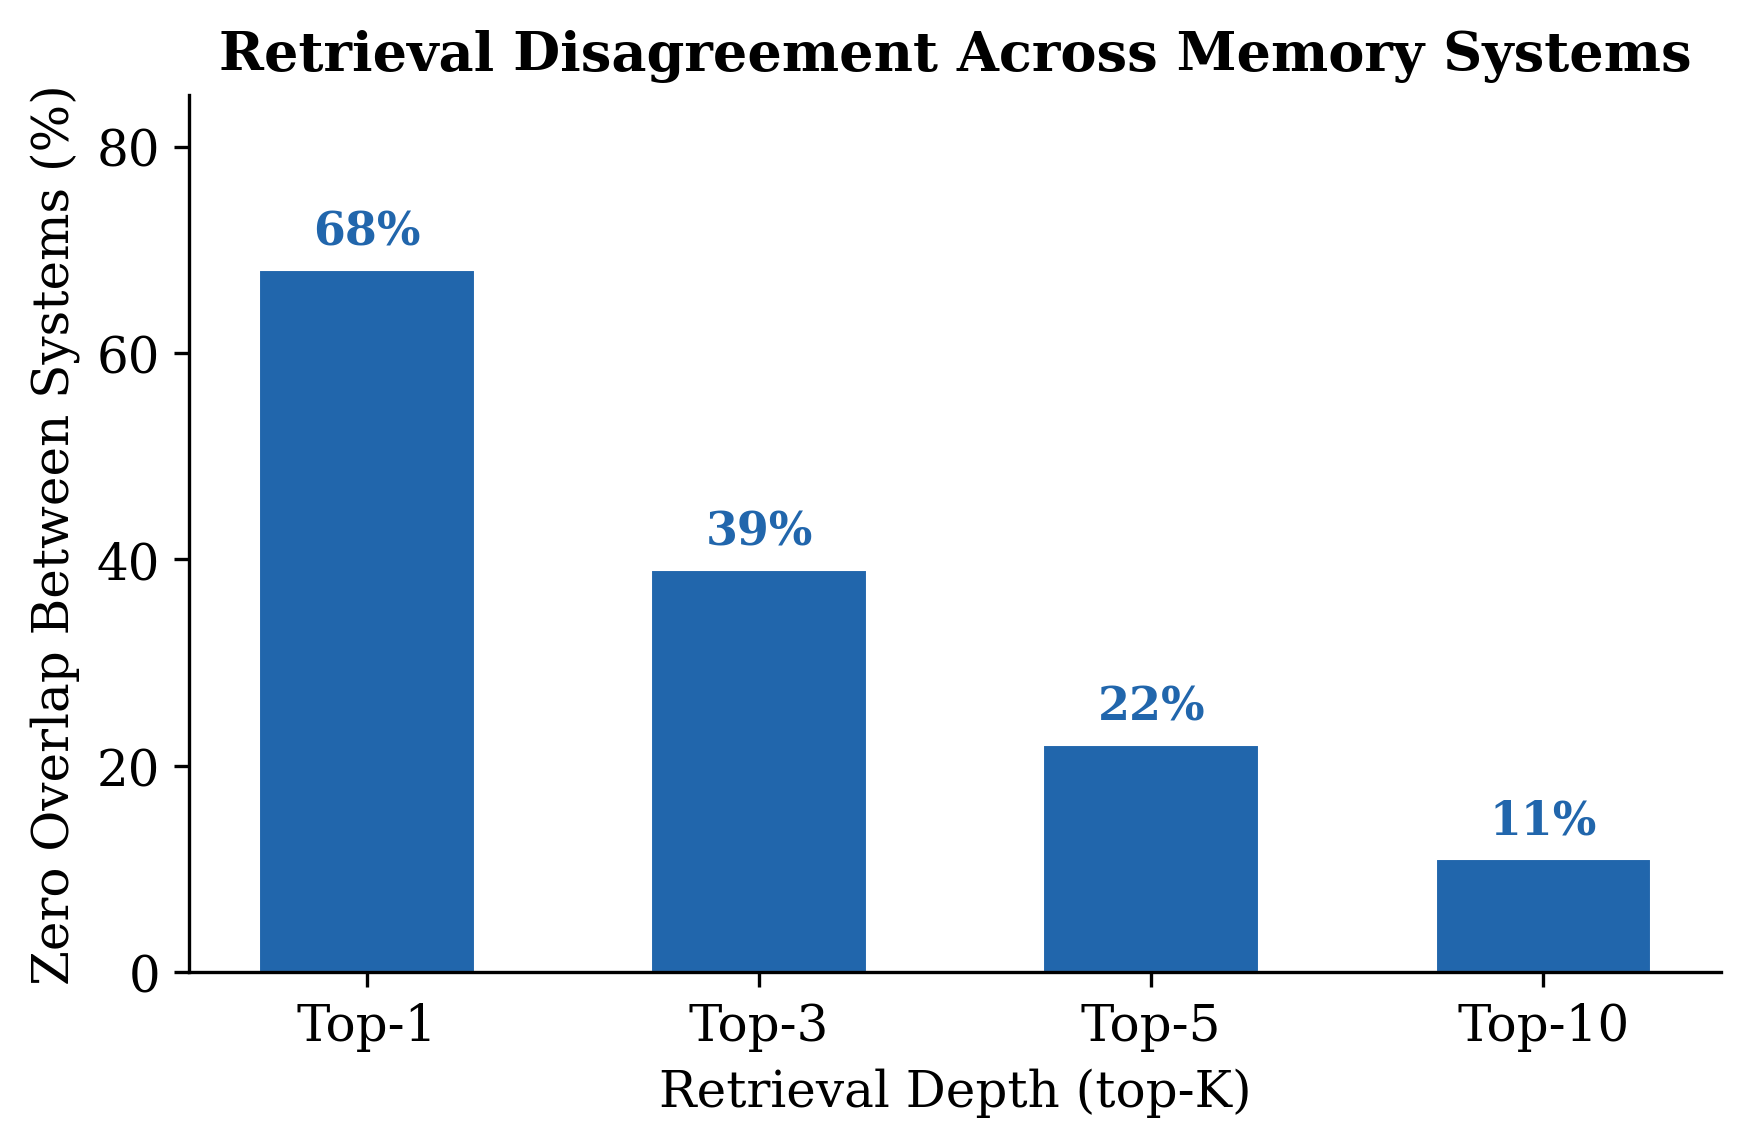 Retrieval Disagreement Across Memory Systems
Zero Overlap Between Systems (%)
80
60
40
20
0
68%
39%
22%
11%
Top-1
Top-3
Top-5
Top-10
Retrieval Depth (top-K)